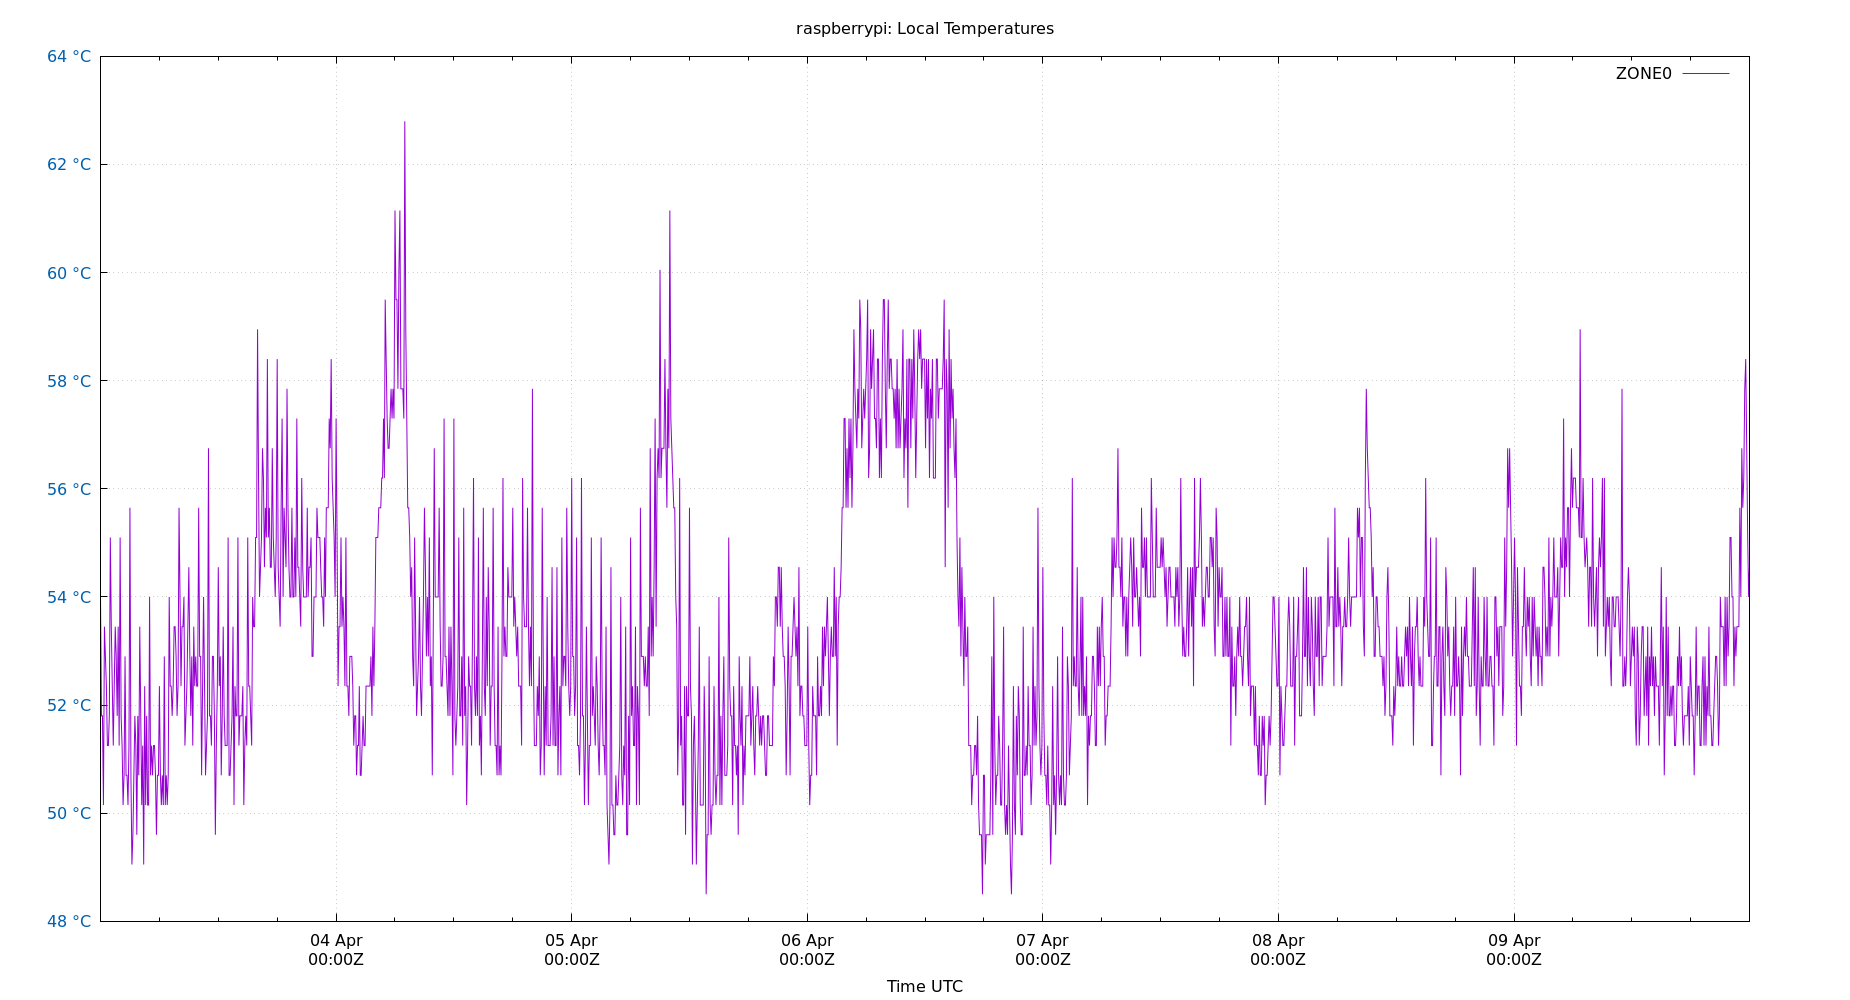 raspberrypi: Local Temperatures
ZONE0
64 °C
62 °C
60 °C
58 °C
56 °C
54 °C
52 °C
50 °C
48 °C
04 Apr 05 Apr 06 Apr 07 Apr 08 Apr 09 Apr
00:00Z 00:00Z 00:00Z 00:00Z 00:00Z 00:00Z
Time UTC